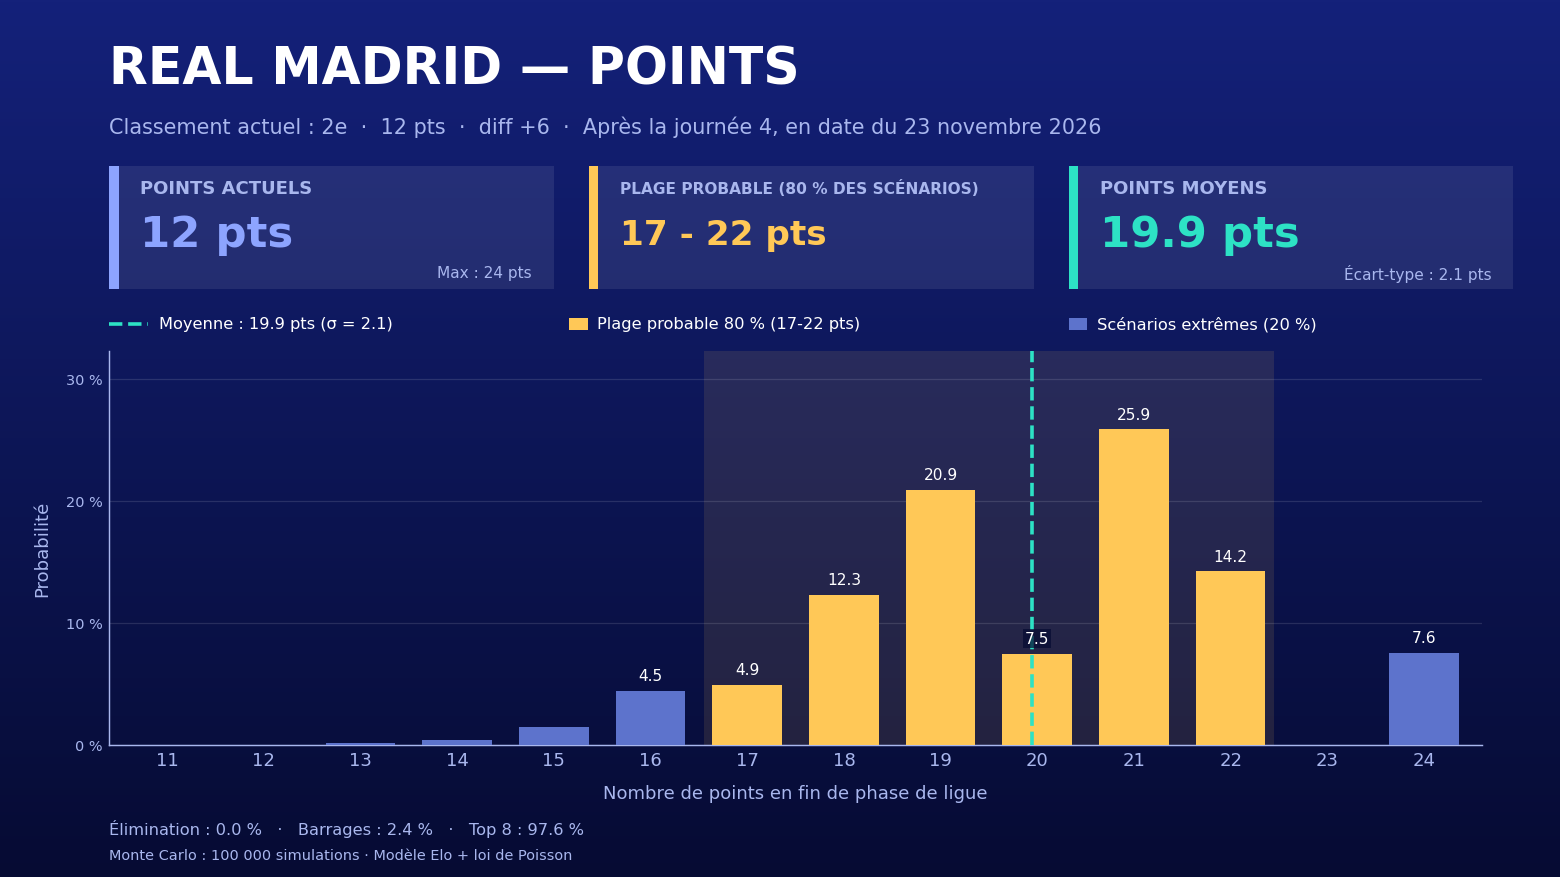 REAL MADRID — POINTS
Classement actuel : 2e · 12 pts · diff +6 · Après la journée 4, en date du 23 novembre 2026
POINTS ACTUELS
12 pts
Max : 24 pts
PLAGE PROBABLE (80 % DES SCÉNARIOS)
17 - 22 pts
POINTS MOYENS
19.9 pts
Écart-type : 2.1 pts
Moyenne : 19.9 pts (σ = 2.1)
Plage probable 80 % (17-22 pts)
Scénarios extrêmes (20 %)
Probabilité
30 %
20 %
10 %
0 %
4.5
4.9
12.3
20.9
7.5
25.9
14.2
7.6
11 12 13 14 15 16 17 18 19 20 21 22 23 24
Nombre de points en fin de phase de ligue
Élimination : 0.0 % · Barrages : 2.4 % · Top 8 : 97.6 %
Monte Carlo : 100 000 simulations · Modèle Elo + loi de Poisson